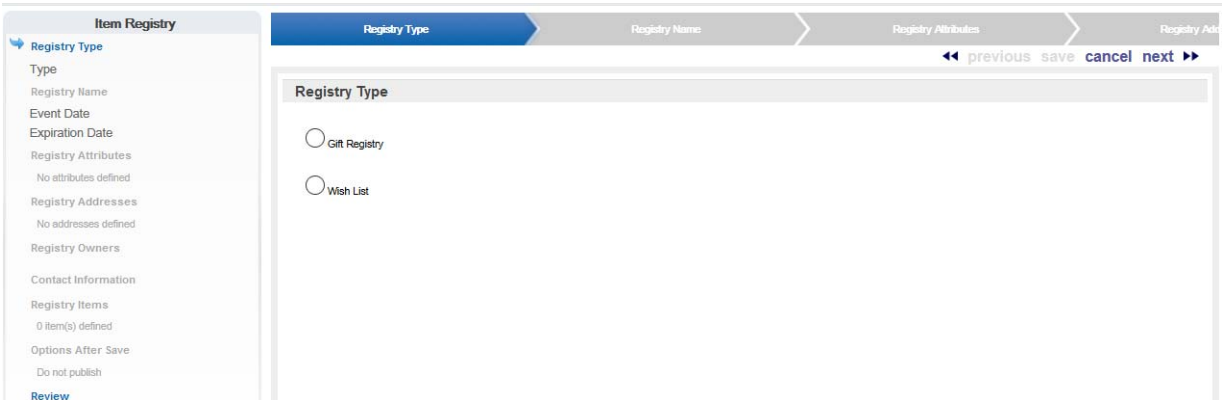 Item Registry
Registry Type
Type
Registry Name
Event Date
Expiration Date
Registry Attributes
No attributes defined
Registry Addresses
No addresses defined
Registry Owners
Contact Information
Registry Items
0 item(s) defined
Options After Save
Do not publish
Review
Registry Type Registry Name Registry Attributes Registry Add
previous save cancel next
Registry Type
Gift Registry
Wish List